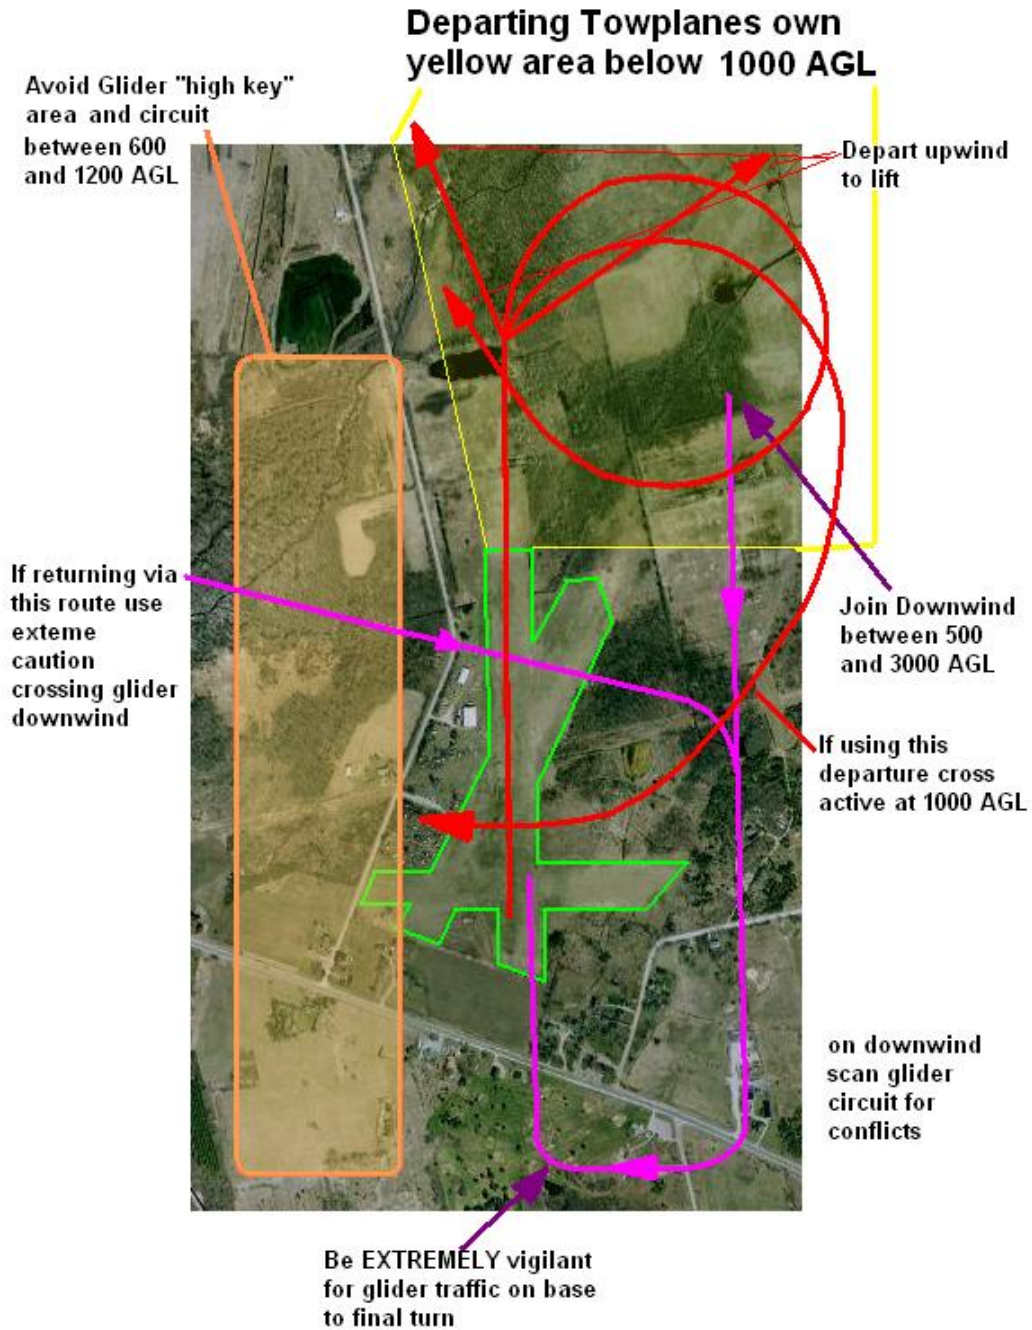 Departing Towplanes own
yellow area below 1000 AGL
Avoid Glider "high key"
area and circuit
between 600
and 1200 AGL
Depart upwind
to lift
If returning via
this route use
exteme
caution
crossing glider
downwind
Join Downwind
between 500
and 3000 AGL
If using this
departure cross
active at 1000 AGL
on downwind
scan glider
circuit for
conflicts
Be EXTREMELY vigilant
for glider traffic on base
to final turn